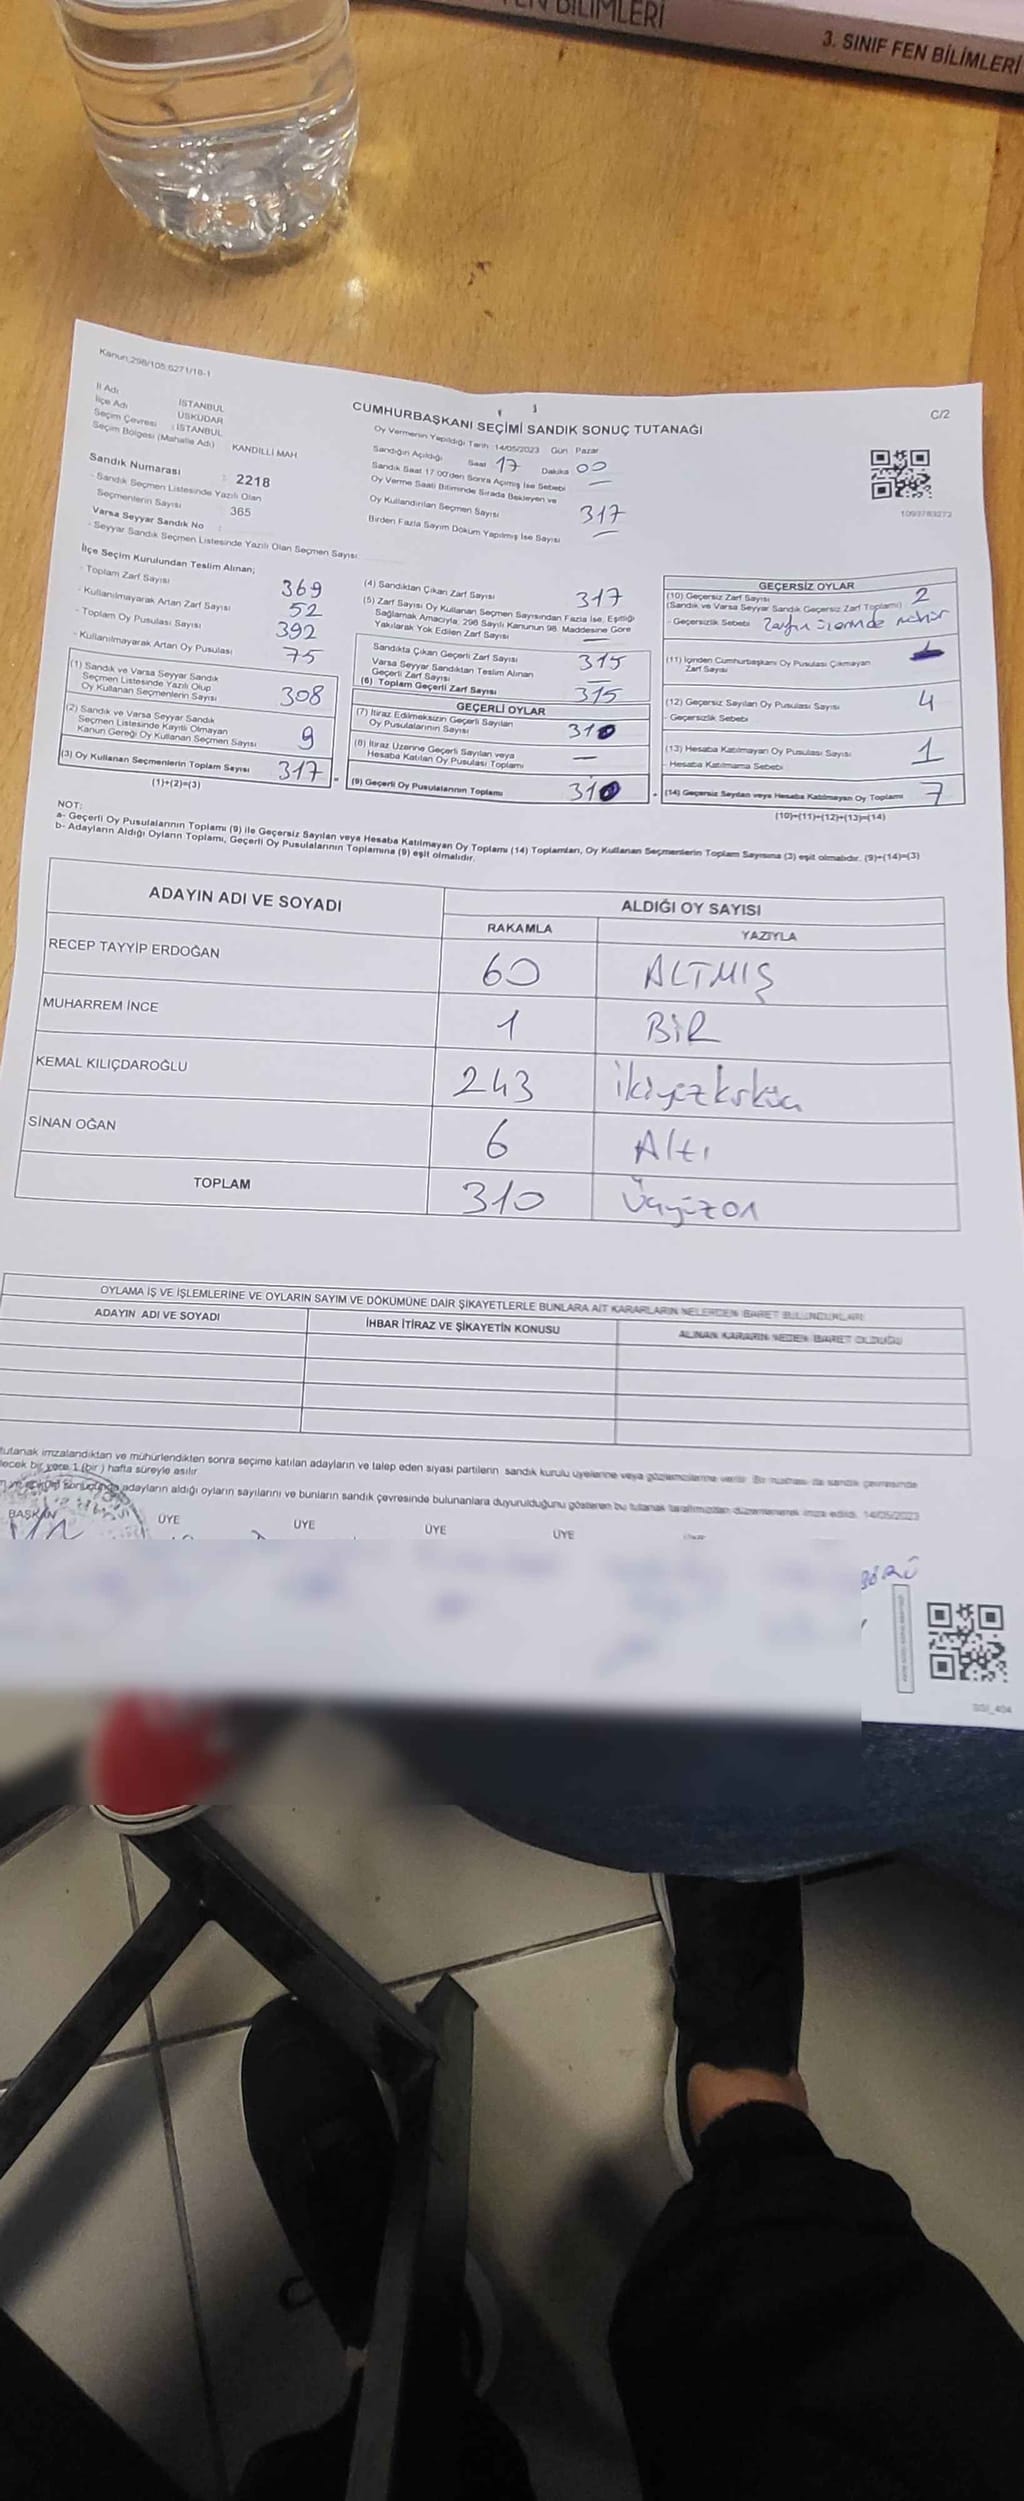 FEN BİLİMLERİ
3. SINIF FEN BİLİMLERİ
Kanun;298/105;6271/18-1
C/2
İl Adı İSTANBUL
İlçe Adı ÜSKÜDAR
Seçim Çevresi : İSTANBUL
Seçim Bölgesi (Mahalle Adı) KANDİLLİ MAH
Sandık Numarası : 2218
- Sandık Seçmen Listesinde Yazılı Olan
Seçmenlerin Sayısı : 365
Varsa Seyyar Sandık No :
- Seyyar Sandık Seçmen Listesinde Yazılı Olan Seçmen Sayısı:
CUMHURBAŞKANI SEÇİMİ SANDIK SONUÇ TUTANAĞI
Oy Vermenin Yapıldığı Tarih :14/05/2023 Gün : Pazar
Sandığın Açıldığı Saat 17 Dakika 00
Sandık Saat 17:00'den Sonra Açılmış İse Sebebi —
Oy Verme Saati Bitiminde Sırada Bekleyen ve
Oy Kullandırılan Seçmen Sayısı 317
Birden Fazla Sayım Döküm Yapılmış İse Sayısı —
1093783272
İlçe Seçim Kurulundan Teslim Alınan;
- Toplam Zarf Sayısı 369
- Kullanılmayarak Artan Zarf Sayısı 52
- Toplam Oy Pusulası Sayısı 392
- Kullanılmayarak Artan Oy Pusulası 75
(1) Sandık ve Varsa Seyyar Sandık
Seçmen Listesinde Yazılı Olup
Oy Kullanan Seçmenlerin Sayısı 308
(2) Sandık ve Varsa Seyyar Sandık
Seçmen Listesinde Kayıtlı Olmayan
Kanun Gereği Oy Kullanan Seçmen Sayısı 9
(3) Oy Kullanan Seçmenlerin Toplam Sayısı 317
(1)+(2)=(3)
(4) Sandıktan Çıkan Zarf Sayısı 317
(5) Zarf Sayısı Oy Kullanan Seçmen Sayısından Fazla İse, Eşitliği
Sağlamak Amacıyla, 298 Sayılı Kanunun 98. Maddesine Göre
Yakılarak Yok Edilen Zarf Sayısı —
Sandıkta Çıkan Geçerli Zarf Sayısı 315
Varsa Seyyar Sandıktan Teslim Alınan
Geçerli Zarf Sayısı —
(6) Toplam Geçerli Zarf Sayısı 315
GEÇERLİ OYLAR
(7) İtiraz Edilmeksizin Geçerli Sayılan
Oy Pusulalarının Sayısı 310
(8) İtiraz Üzerine Geçerli Sayılan veya
Hesaba Katılan Oy Pusulası Toplamı —
(9) Geçerli Oy Pusulalarının Toplamı 310
GEÇERSİZ OYLAR
(10) Geçersiz Zarf Sayısı 2
(Sandık ve Varsa Seyyar Sandık Geçersiz Zarf Toplamı)
- Geçersizlik Sebebi Zarfın üzerinde mühür
(11) İçinden Cumhurbaşkanı Oy Pusulası Çıkmayan
Zarf Sayısı
(12) Geçersiz Sayılan Oy Pusulası Sayısı 4
- Geçersizlik Sebebi
(13) Hesaba Katılmayan Oy Pusulası Sayısı 1
- Hesaba Katılmama Sebebi
(14) Geçersiz Sayılan veya Hesaba Katılmayan Oy Toplamı 7
(10)+(11)+(12)+(13)=(14)
NOT:
a- Geçerli Oy Pusulalarının Toplamı (9) ile Geçersiz Sayılan veya Hesaba Katılmayan Oy Toplamı (14) Toplamları, Oy Kullanan Seçmenlerin Toplam Sayısına (3) eşit olmalıdır. (9)+(14)=(3)
b- Adayların Aldığı Oyların Toplamı, Geçerli Oy Pusulalarının Toplamına (9) eşit olmalıdır.
ADAYIN ADI VE SOYADI ALDIĞI OY SAYISI
RAKAMLA YAZIYLA
RECEP TAYYİP ERDOĞAN 60 ALTMIŞ
MUHARREM İNCE 1 BİR
KEMAL KILIÇDAROĞLU 243 ikiyüzkırküç
SİNAN OĞAN 6 Altı
TOPLAM 310 Üçyüzon
OYLAMA İŞ VE İŞLEMLERİNE VE OYLARIN SAYIM VE DÖKÜMÜNE DAİR ŞİKAYETLERLE BUNLARA AİT KARARLARIN NELERDEN İBARET BULUNDUKLARI
ADAYIN ADI VE SOYADI İHBAR İTİRAZ VE ŞİKAYETİN KONUSU ALINAN KARARIN NEDEN İBARET OLDUĞU
tutanak imzalandıktan ve mühürlendikten sonra seçime katılan adayların ve talep eden siyasi partilerin sandık kurulu üyelerine veya gözlemcilerine verilir. Bir nüshası da sandık çevresinde
lecek bir yere 1 (bir) hafta süreyle asılır
sonucunda adayların aldığı oyların sayılarını ve bunların sandık çevresinde bulunanlara duyurulduğunu gösteren bu tutanak tarafımızdan düzenlenerek imza edildi. 14/05/2023
BAŞKAN ÜYE ÜYE ÜYE ÜYE